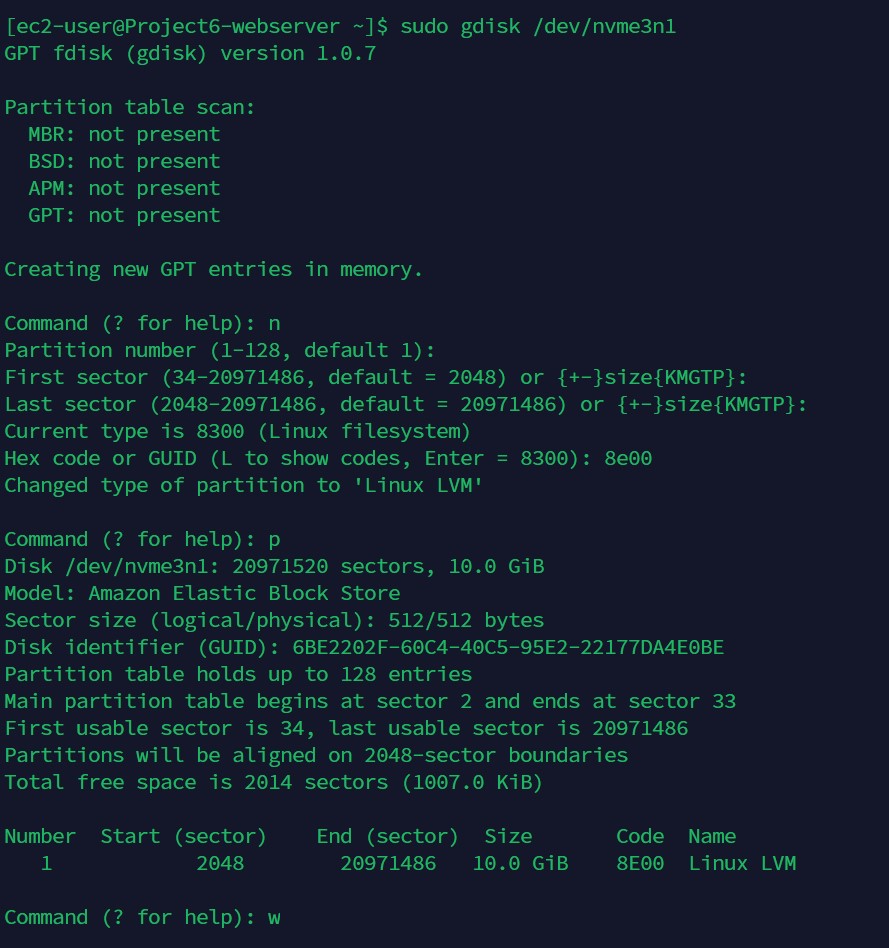 [ec2-user@Project6-webserver ~]$ sudo gdisk /dev/nvme3n1
GPT fdisk (gdisk) version 1.0.7
Partition table scan:
MBR: not present
BSD: not present
APM: not present
GPT: not present
Creating new GPT entries in memory.
Command (? for help): n
Partition number (1-128, default 1):
First sector (34-20971486, default = 2048) or {+-}size{KMGTP}:
Last sector (2048-20971486, default = 20971486) or {+-}size{KMGTP}:
Current type is 8300 (Linux filesystem)
Hex code or GUID (L to show codes, Enter = 8300): 8e00
Changed type of partition to 'Linux LVM'
Command (? for help): p
Disk /dev/nvme3n1: 20971520 sectors, 10.0 GiB
Model: Amazon Elastic Block Store
Sector size (logical/physical): 512/512 bytes
Disk identifier (GUID): 6BE2202F-60C4-40C5-95E2-22177DA4E0BE
Partition table holds up to 128 entries
Main partition table begins at sector 2 and ends at sector 33
First usable sector is 34, last usable sector is 20971486
Partitions will be aligned on 2048-sector boundaries
Total free space is 2014 sectors (1007.0 KiB)
Number  Start (sector)    End (sector)  Size       Code  Name
1            2048        20971486   10.0 GiB    8E00  Linux LVM
Command (? for help): w